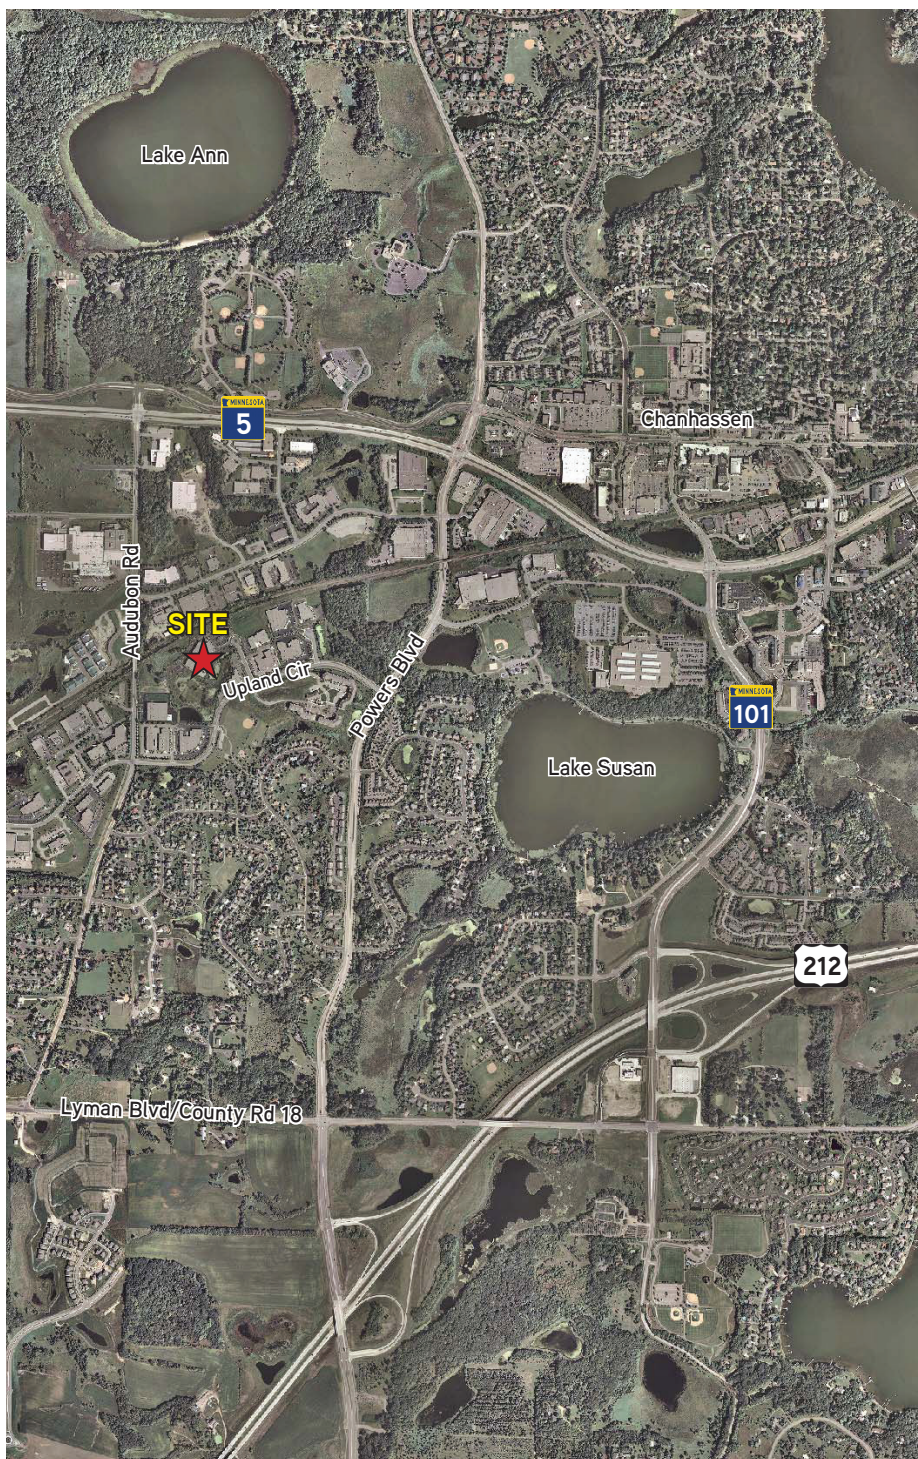 Lake Ann
MINNESOTA
5
Chanhassen
Audubon Rd
SITE
Upland Cir
Powers Blvd
MINNESOTA
101
Lake Susan
212
Lyman Blvd/County Rd 18